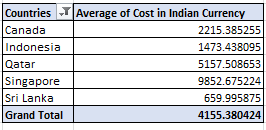 Countries Average of Cost in Indian Currency
Canada 2215.385255
Indonesia 1473.438095
Qatar 5157.508653
Singapore 9852.675224
Sri Lanka 659.995875
Grand Total 4155.380424